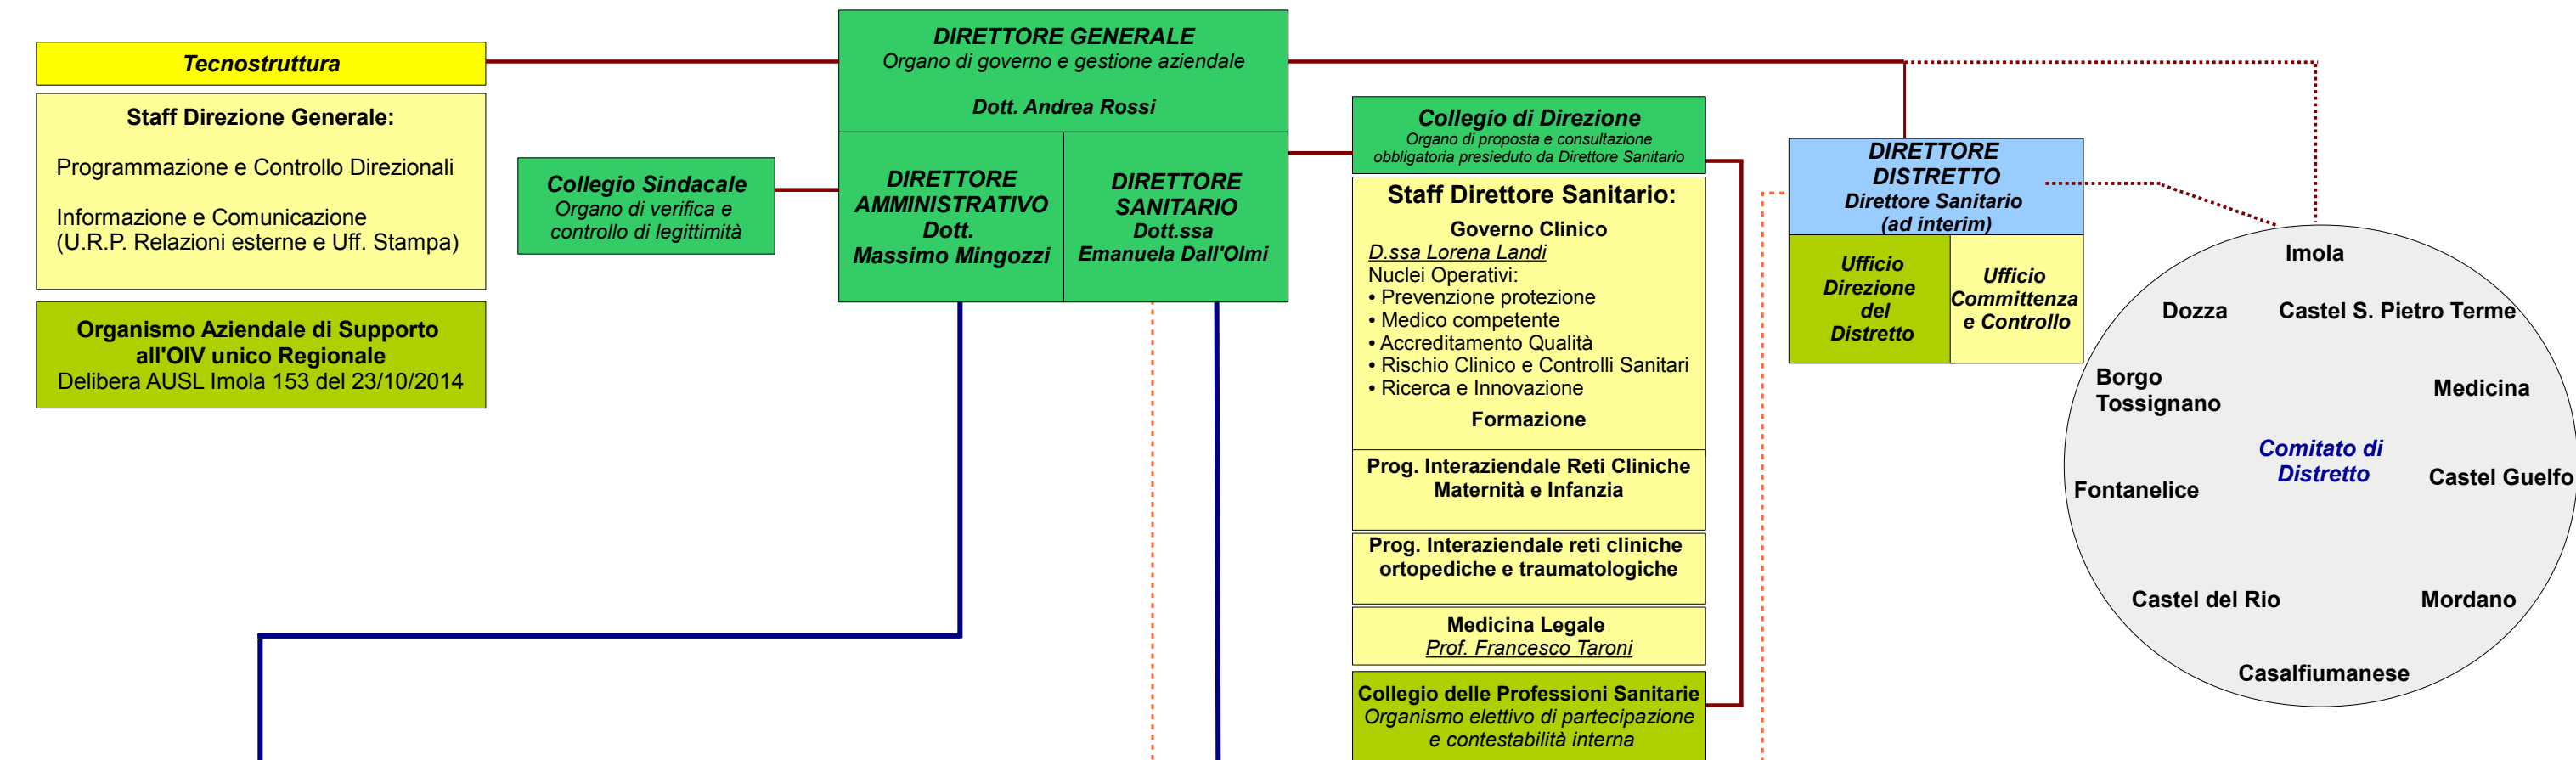 Tecnostruttura
Staff Direzione Generale:
Programmazione e Controllo Direzionali
Informazione e Comunicazione
(U.R.P. Relazioni esterne e Uff. Stampa)
Organismo Aziendale di Supporto
all'OIV unico Regionale
Delibera AUSL Imola 153 del 23/10/2014
Collegio Sindacale
Organo di verifica e
controllo di legittimità
DIRETTORE GENERALE
Organo di governo e gestione aziendale
Dott. Andrea Rossi
DIRETTORE
AMMINISTRATIVO
Dott.
Massimo Mingozzi
DIRETTORE
SANITARIO
Dott.ssa
Emanuela Dall'Olmi
Collegio di Direzione
Organo di proposta e consultazione
obbligatoria presieduto da Direttore Sanitario
Staff Direttore Sanitario:
Governo Clinico
D.ssa Lorena Landi
Nuclei Operativi:
• Prevenzione protezione
• Medico competente
• Accreditamento Qualità
• Rischio Clinico e Controlli Sanitari
• Ricerca e Innovazione
Formazione
Prog. Interaziendale Reti Cliniche
Maternità e Infanzia
Prog. Interaziendale reti cliniche
ortopediche e traumatologiche
Medicina Legale
Prof. Francesco Taroni
Collegio delle Professioni Sanitarie
Organismo elettivo di partecipazione
e contestabilità interna
DIRETTORE
DISTRETTO
Direttore Sanitario
(ad interim)
Ufficio
Direzione
del
Distretto
Ufficio
Committenza
e Controllo
Imola
Dozza
Castel S. Pietro Terme
Borgo
Tossignano
Medicina
Comitato di
Distretto
Castel Guelfo
Fontanelice
Castel del Rio
Mordano
Casalfiumanese